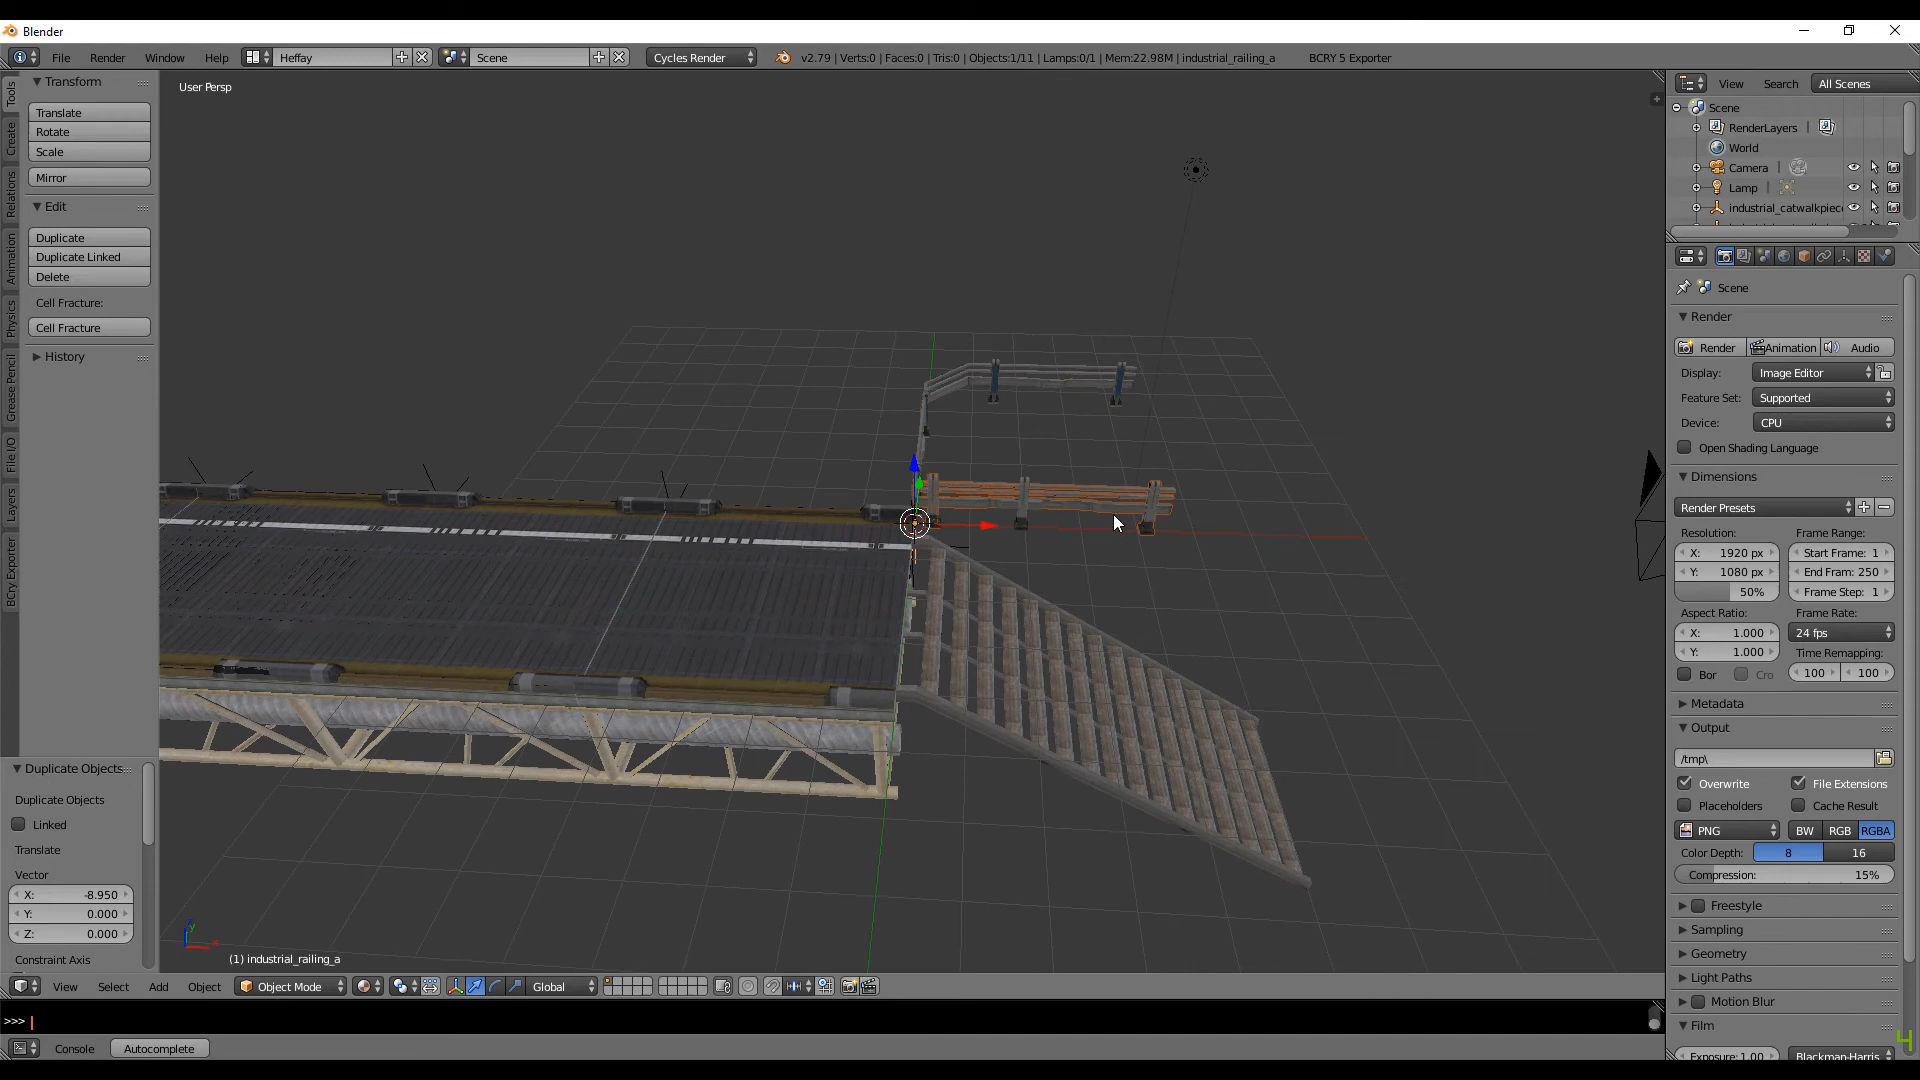 Blender
File Render Window Help Heffay Scene Cycles Render v2.79 | Verts:0 | Faces:0 | Tris:0 | Objects:1/11 | Lamps:0/1 | Mem:22.98M | industrial_railing_a BCRY 5 Exporter
Tools
Create
Relations
Animation
Physics
Grease Pencil
File I/O
Layers
BCry Exporter
Transform
Translate
Rotate
Scale
Mirror
Edit
Duplicate
Duplicate Linked
Delete
Cell Fracture:
Cell Fracture
History
Duplicate Objects
Duplicate Objects
Linked
Translate
Vector
X: -8.950
Y: 0.000
Z: 0.000
Constraint Axis
User Persp
(1) industrial_railing_a
View Select Add Object Object Mode Global
>>>
Console Autocomplete
View Search All Scenes
Scene
RenderLayers
World
Camera
Lamp
industrial_catwalkpiece
Scene
Render
Render Animation Audio
Display: Image Editor
Feature Set: Supported
Device: CPU
Open Shading Language
Dimensions
Render Presets
Resolution: Frame Range:
X: 1920 px Start Frame: 1
Y: 1080 px End Fram: 250
50% Frame Step: 1
Aspect Ratio: Frame Rate:
X: 1.000 24 fps
Y: 1.000 Time Remapping:
Bor Cro 100 100
Metadata
Output
/tmp\
Overwrite File Extensions
Placeholders Cache Result
PNG BW RGB RGBA
Color Depth: 8 16
Compression: 15%
Freestyle
Sampling
Geometry
Light Paths
Motion Blur
Film
Exposure: 1.00 Blackman-Harris
4